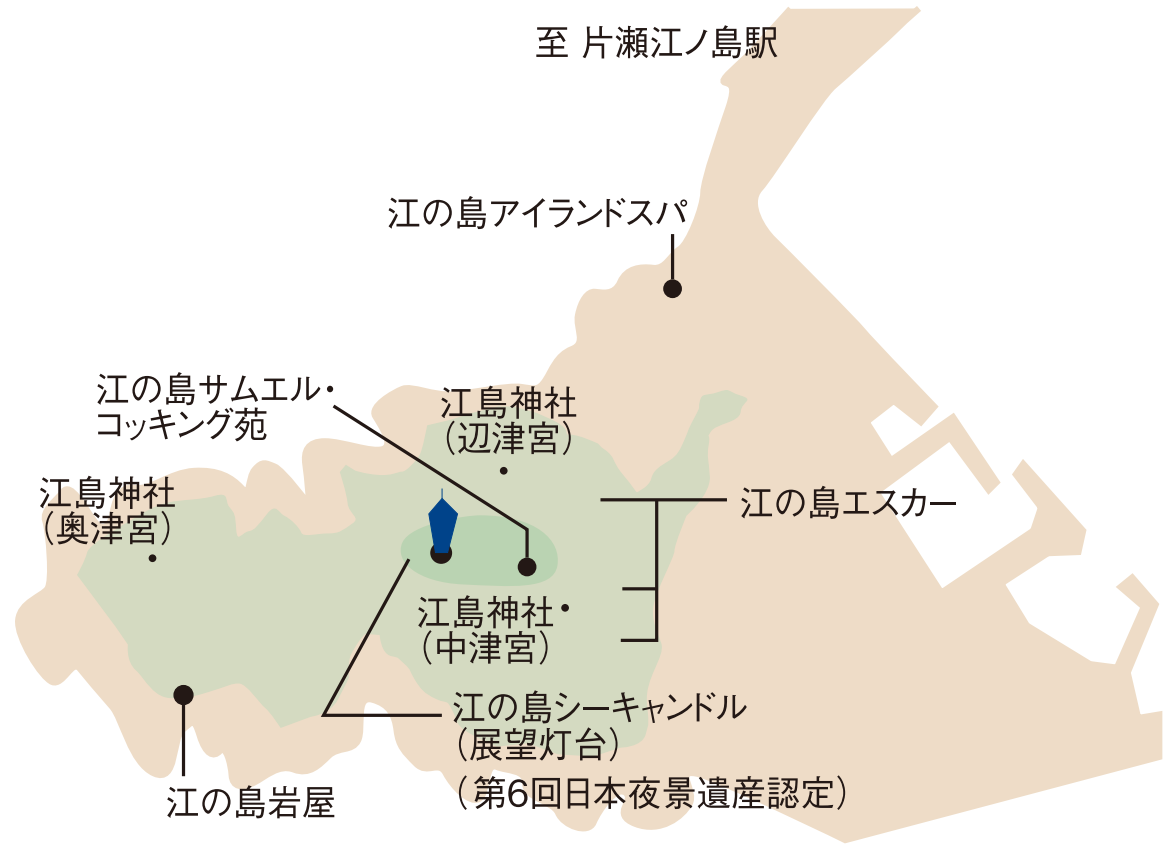 至 片瀬江ノ島駅
江の島アイランドスパ
江の島サムエル・
コッキング苑
江島神社
（辺津宮）
江島神社
（奥津宮）
江の島エスカー
江島神社・
（中津宮）
江の島シーキャンドル
（展望灯台）
（第6回日本夜景遺産認定）
江の島岩屋